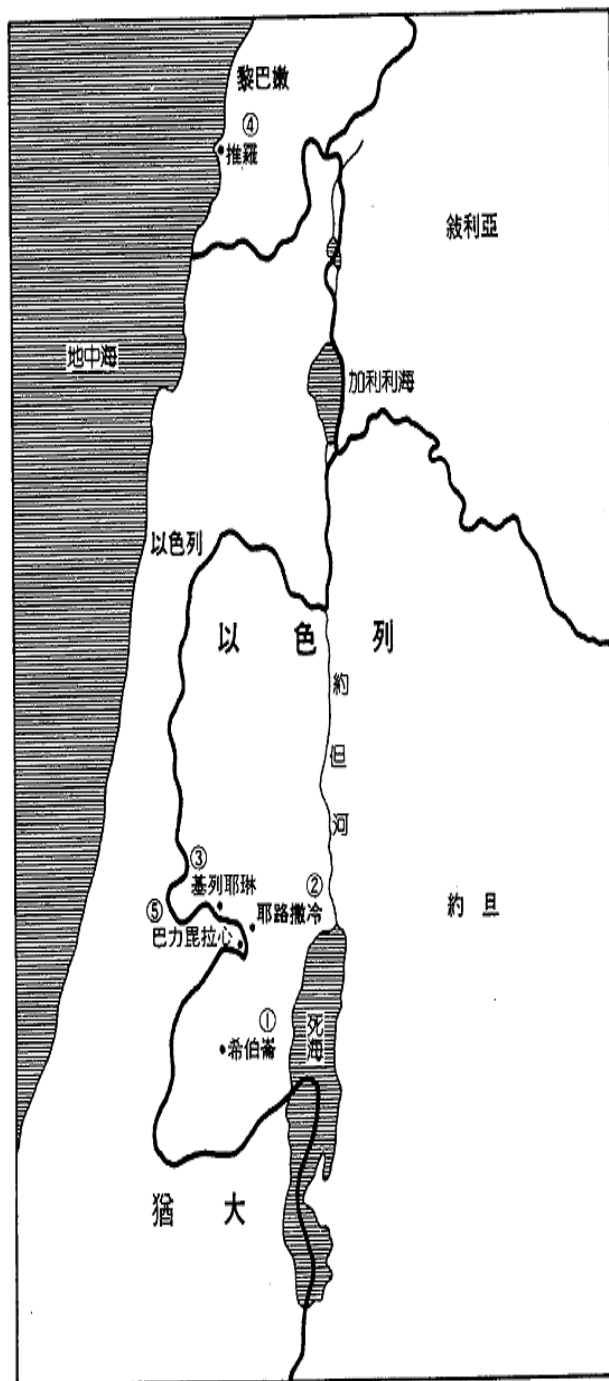 黎巴嫩
④
推羅
敍利亞
地中海
加利利海
以色列
以色列
約但河
③
基列耶琳
②
耶路撒冷
⑤
巴力毘拉心
約旦
①
希伯崙
死海
猶大